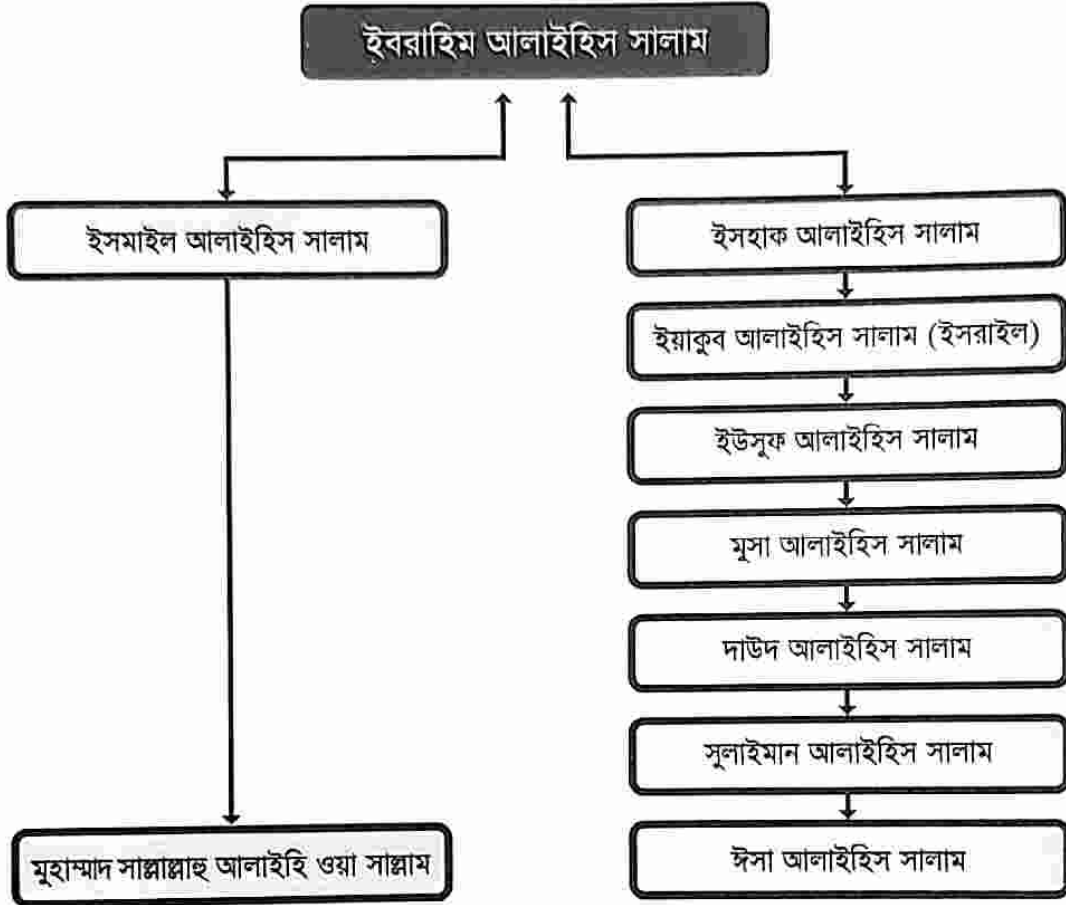 ইবরাহিম আলাইহিস সালাম
ইসমাইল আলাইহিস সালাম
ইসহাক আলাইহিস সালাম
ইয়াকুব আলাইহিস সালাম (ইসরাইল)
ইউসুফ আলাইহিস সালাম
মুসা আলাইহিস সালাম
দাউদ আলাইহিস সালাম
সুলাইমান আলাইহিস সালাম
মুহাম্মাদ সাল্লাল্লাহু আলাইহি ওয়া সাল্লাম
ঈসা আলাইহিস সালাম